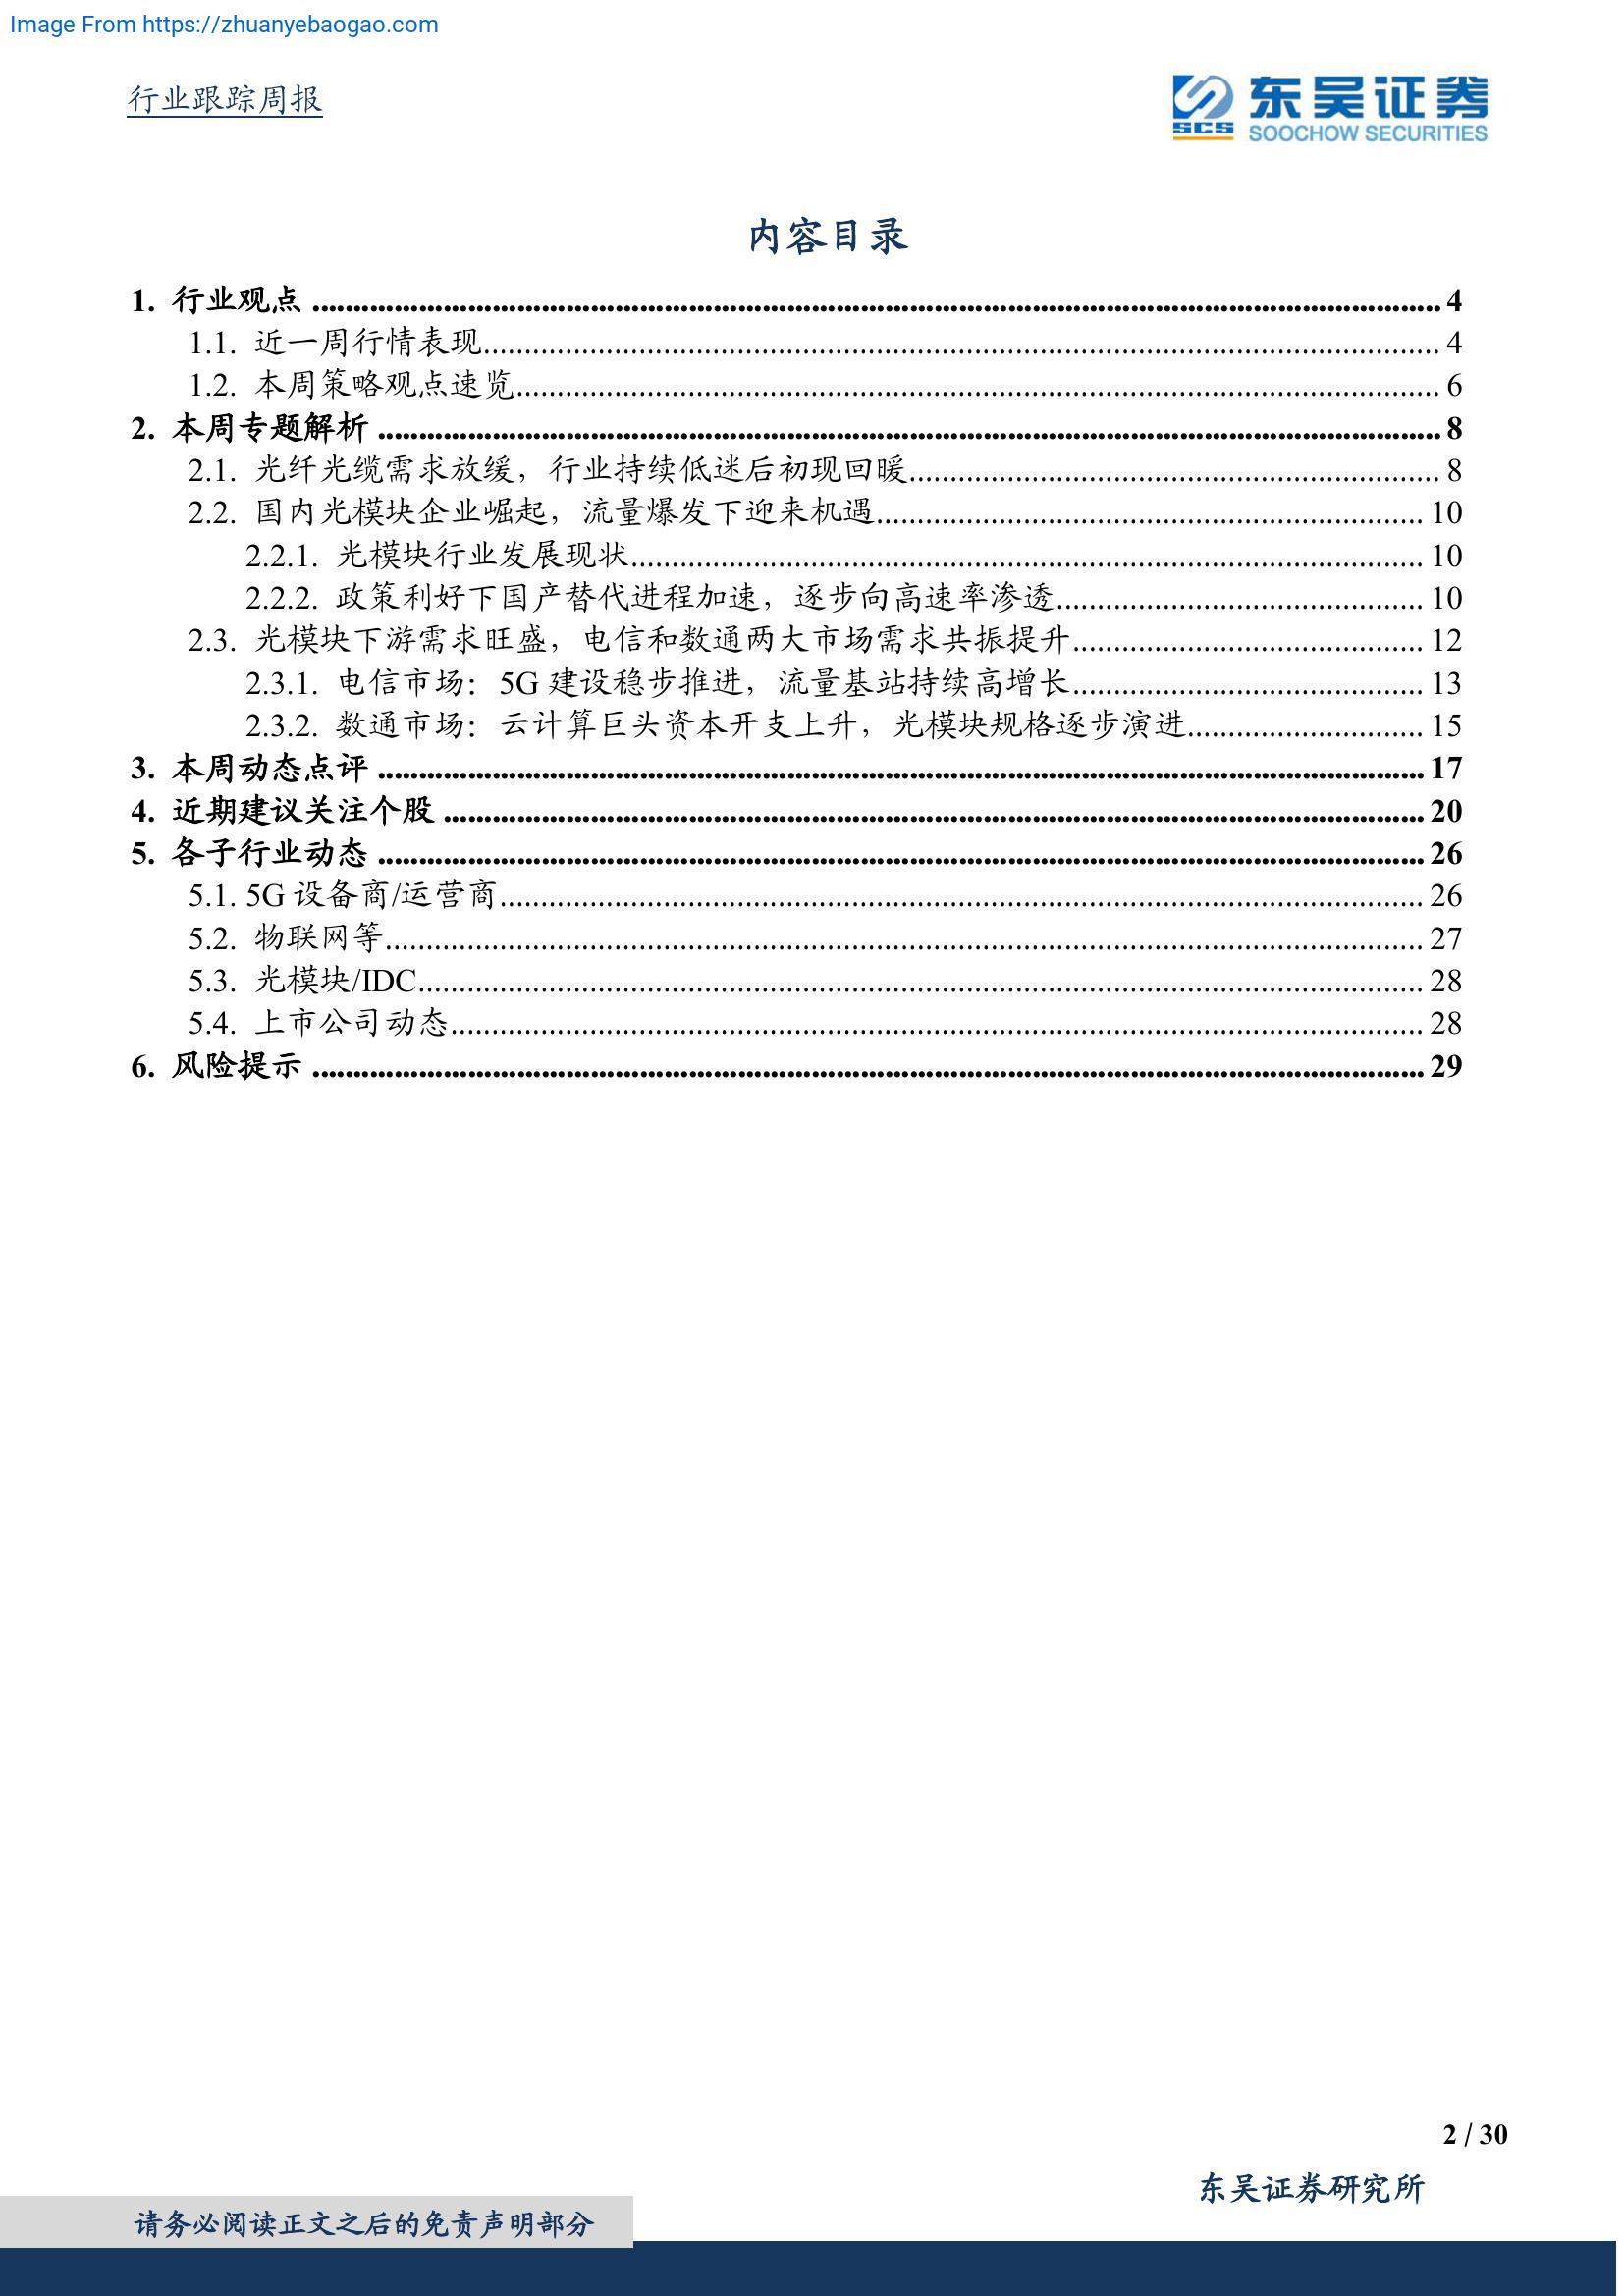 Image From https://zhuanyebaogao.com
行业跟踪周报
东吴证券
SCS
SOOCHOW SECURITIES
内容目录
1. 行业观点 ........ 4
1.1. 近一周行情表现 ........ 4
1.2. 本周策略观点速览 ........ 6
2. 本周专题解析 ........ 8
2.1. 光纤光缆需求放缓，行业持续低迷后初现回暖 ........ 8
2.2. 国内光模块企业崛起，流量爆发下迎来机遇 ........ 10
2.2.1. 光模块行业发展现状 ........ 10
2.2.2. 政策利好下国产替代进程加速，逐步向高速率渗透 ........ 10
2.3. 光模块下游需求旺盛，电信和数通两大市场需求共振提升 ........ 12
2.3.1. 电信市场：5G 建设稳步推进，流量基站持续高增长 ........ 13
2.3.2. 数通市场：云计算巨头资本开支上升，光模块规格逐步演进 ........ 15
3. 本周动态点评 ........ 17
4. 近期建议关注个股 ........ 20
5. 各子行业动态 ........ 26
5.1. 5G 设备商/运营商 ........ 26
5.2. 物联网等 ........ 27
5.3. 光模块/IDC ........ 28
5.4. 上市公司动态 ........ 28
6. 风险提示 ........ 29
2 / 30
东吴证券研究所
请务必阅读正文之后的免责声明部分